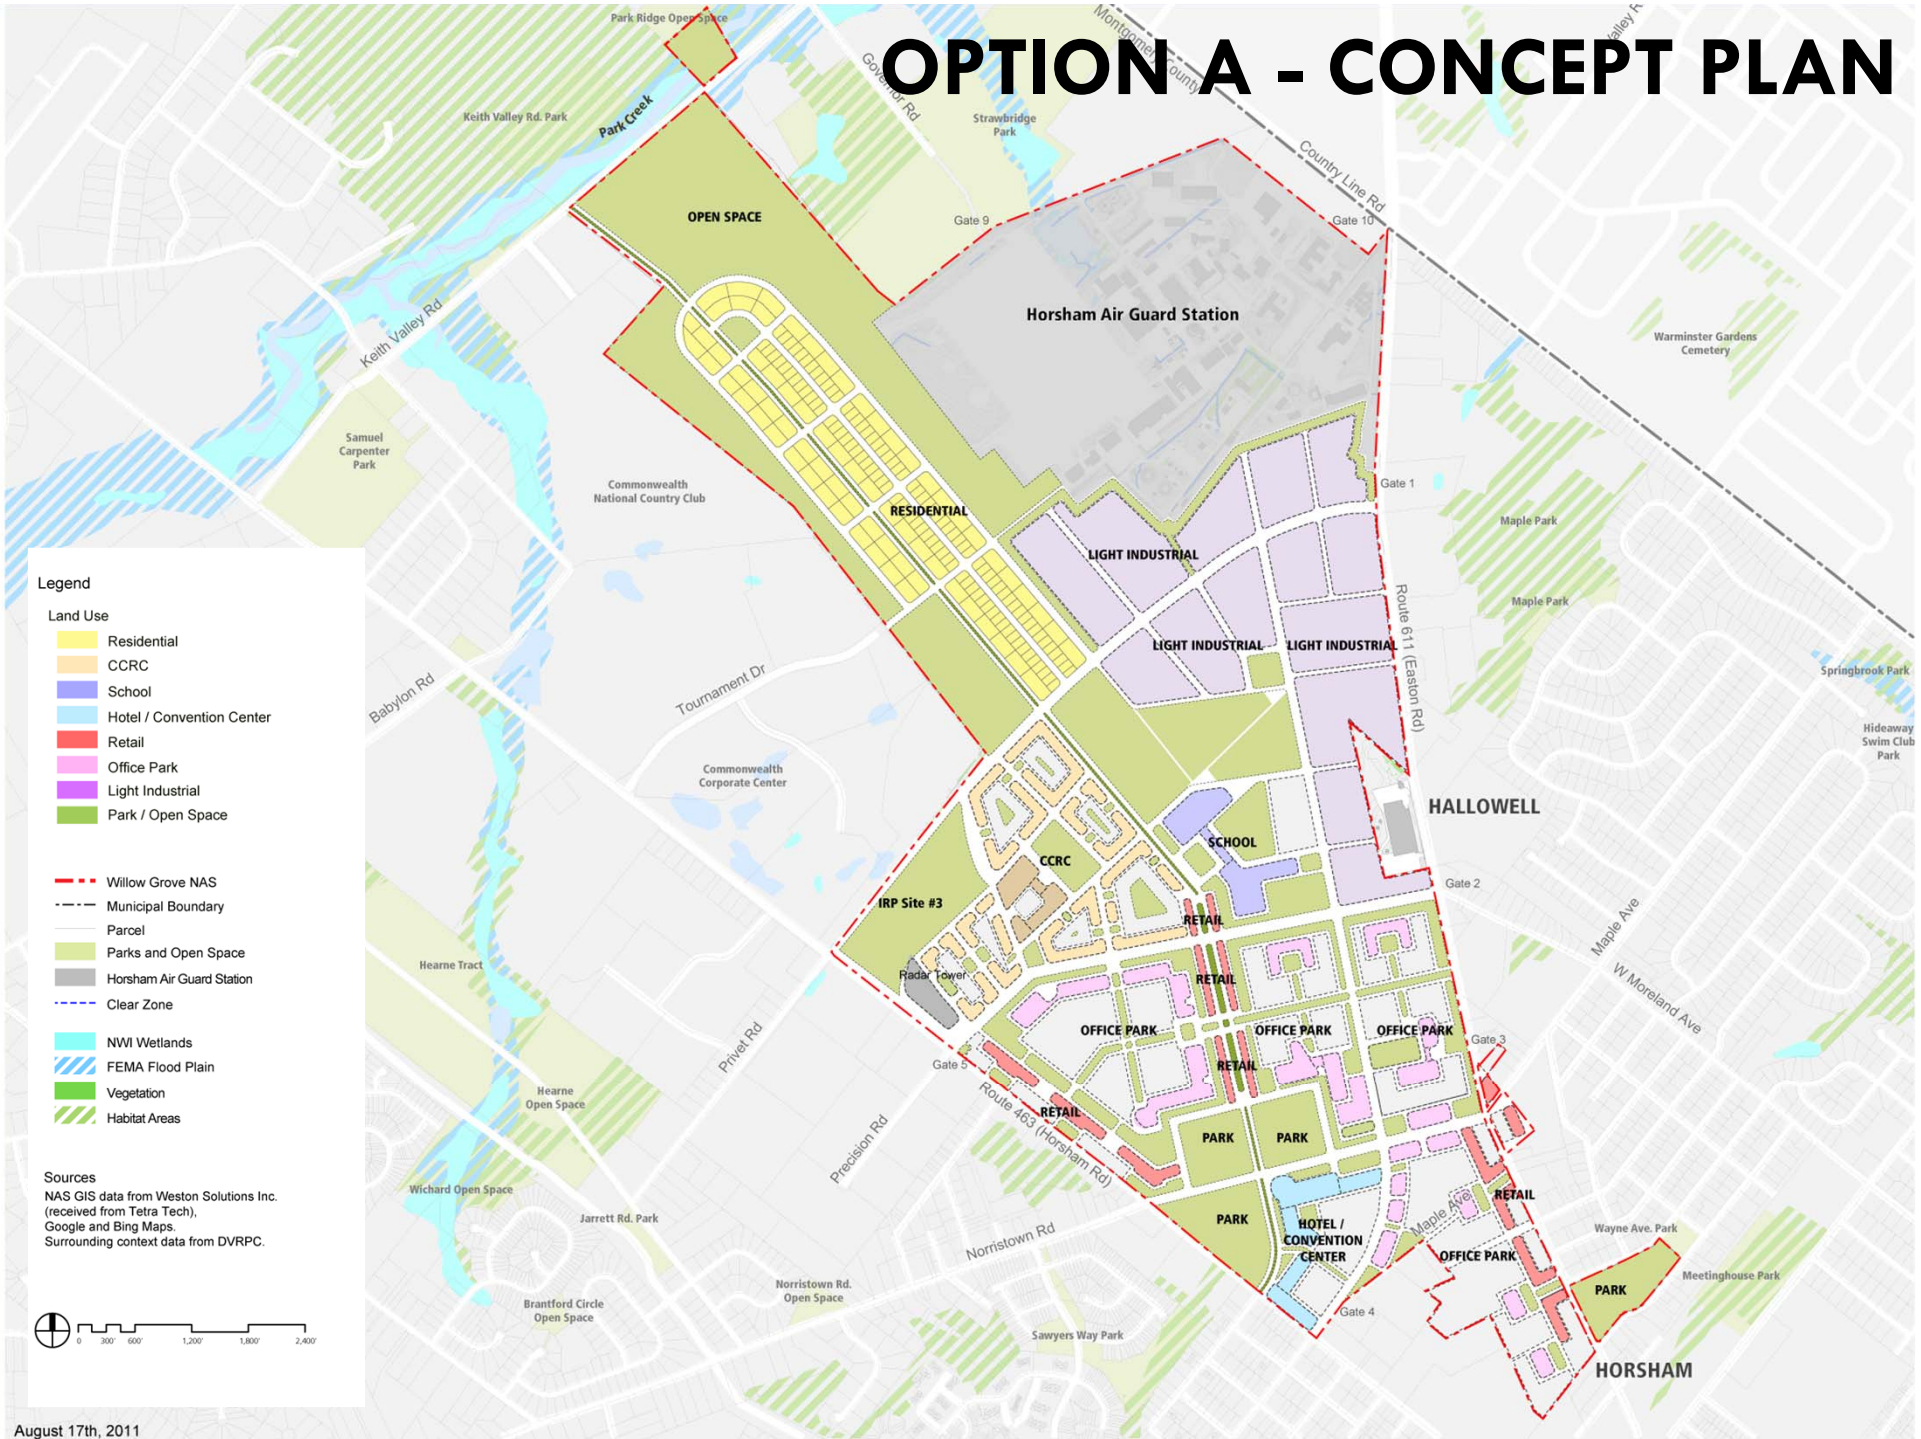 OPTION A - CONCEPT PLAN
Park Ridge Open Space
Montgomery County
Governor Rd
Keith Valley Rd. Park
Park Creek
Strawbridge
Park
Country Line Rd
OPEN SPACE
Gate 9
Gate 10
Horsham Air Guard Station
Keith Valley Rd
Warminster Gardens
Cemetery
Samuel
Carpenter
Park
Commonwealth
National Country Club
Gate 1
RESIDENTIAL
Maple Park
LIGHT INDUSTRIAL
Maple Park
Route 611 (Easton Rd)
LIGHT INDUSTRIAL
LIGHT INDUSTRIAL
Springbrook Park
Babylon Rd
Tournament Dr
Hideaway
Swim Club
Park
Commonwealth
Corporate Center
HALLOWELL
SCHOOL
CCRC
Gate 2
IRP Site #3
RETAIL
Maple Ave
Hearne Tract
Radar Tower
RETAIL
W Moreland Ave
OFFICE PARK
OFFICE PARK
OFFICE PARK
Gate 3
Privet Rd
Gate 5
RETAIL
Hearne
Open Space
Route 463 (Horsham Rd)
RETAIL
Precision Rd
PARK
PARK
Wichard Open Space
Jarrett Rd. Park
PARK
Maple Ave
RETAIL
HOTEL /
CONVENTION
CENTER
Wayne Ave. Park
Norristown Rd
OFFICE PARK
Meetinghouse Park
PARK
Norristown Rd.
Open Space
Brantford Circle
Open Space
Gate 4
Sawyers Way Park
HORSHAM
Legend
Land Use
Residential
CCRC
School
Hotel / Convention Center
Retail
Office Park
Light Industrial
Park / Open Space
Willow Grove NAS
Municipal Boundary
Parcel
Parks and Open Space
Horsham Air Guard Station
Clear Zone
NWI Wetlands
FEMA Flood Plain
Vegetation
Habitat Areas
Sources
NAS GIS data from Weston Solutions Inc.
(received from Tetra Tech),
Google and Bing Maps.
Surrounding context data from DVRPC.
0 300' 600' 1,200' 1,800' 2,400'
August 17th, 2011